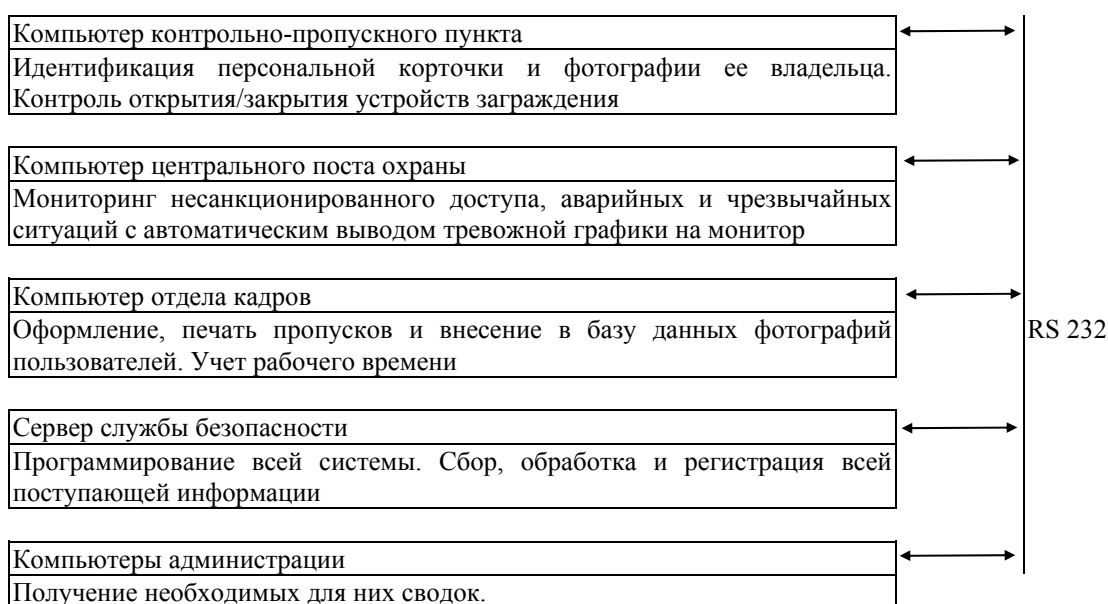 Компьютер контрольно-пропускного пункта
Идентификация персональной корточки и фотографии ее владельца.
Контроль открытия/закрытия устройств заграждения
Компьютер центрального поста охраны
Мониторинг несанкционированного доступа, аварийных и чрезвычайных
ситуаций с автоматическим выводом тревожной графики на монитор
Компьютер отдела кадров
Оформление, печать пропусков и внесение в базу данных фотографий
пользователей. Учет рабочего времени
RS 232
Сервер службы безопасности
Программирование всей системы. Сбор, обработка и регистрация всей
поступающей информации
Компьютеры администрации
Получение необходимых для них сводок.